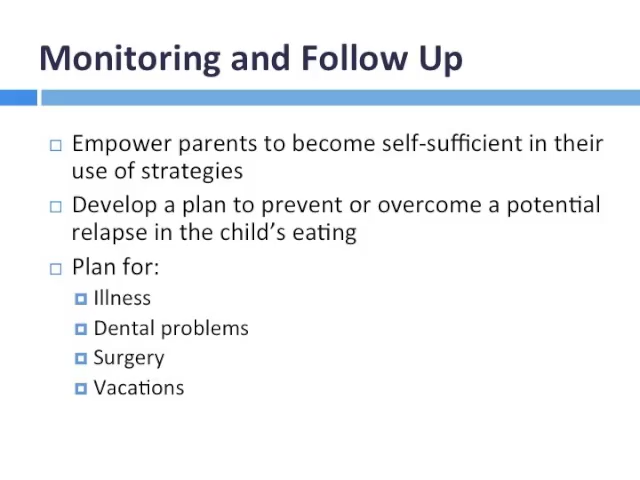 Monitoring and Follow Up
Empower parents to become self-sufficient in their
use of strategies
Develop a plan to prevent or overcome a potential
relapse in the child’s eating
Plan for:
Illness
Dental problems
Surgery
Vacations